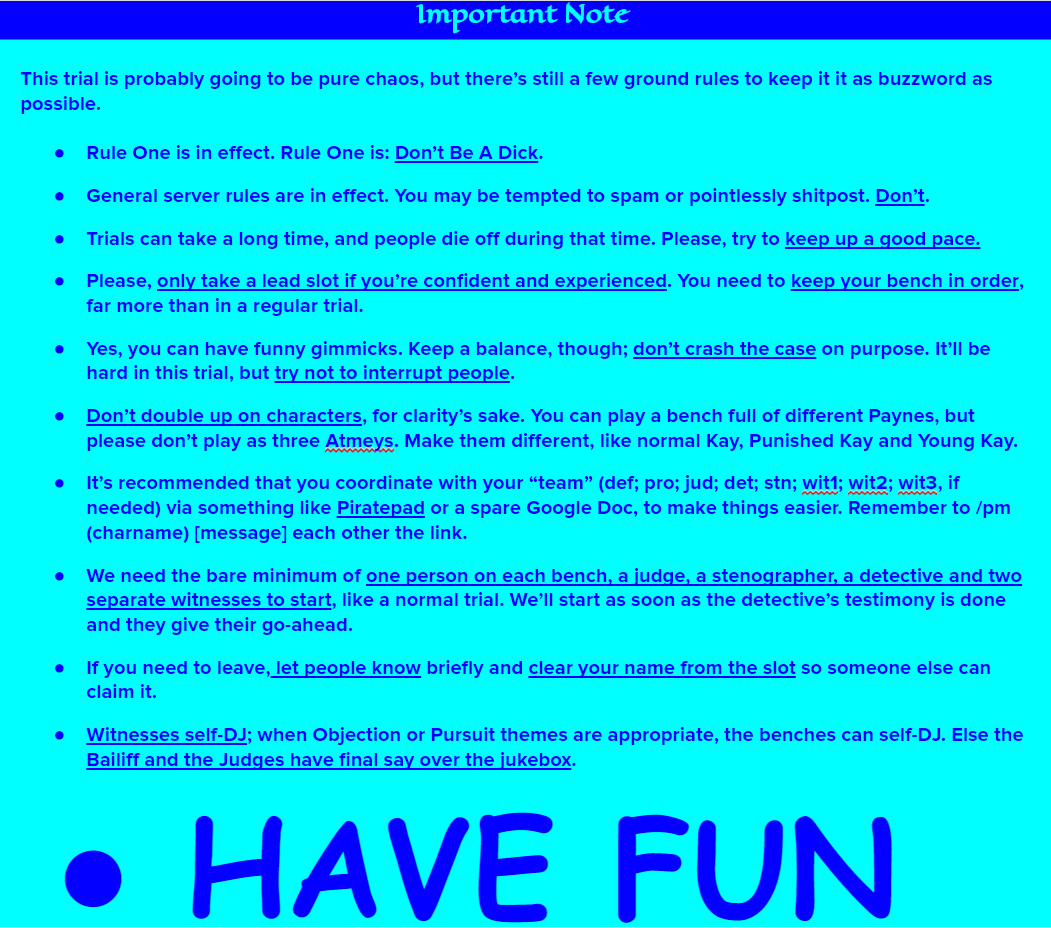 Important Note
This trial is probably going to be pure chaos, but there’s still a few ground rules to keep it it as buzzword as
possible.
● Rule One is in effect. Rule One is: Don’t Be A Dick.
● General server rules are in effect. You may be tempted to spam or pointlessly shitpost. Don’t.
● Trials can take a long time, and people die off during that time. Please, try to keep up a good pace.
● Please, only take a lead slot if you’re confident and experienced. You need to keep your bench in order,
far more than in a regular trial.
● Yes, you can have funny gimmicks. Keep a balance, though; don’t crash the case on purpose. It’ll be
hard in this trial, but try not to interrupt people.
● Don’t double up on characters, for clarity’s sake. You can play a bench full of different Paynes, but
please don’t play as three Atmeys. Make them different, like normal Kay, Punished Kay and Young Kay.
● It’s recommended that you coordinate with your “team” (def; pro; jud; det; stn; wit1; wit2; wit3, if
needed) via something like Piratepad or a spare Google Doc, to make things easier. Remember to /pm
(charname) [message] each other the link.
● We need the bare minimum of one person on each bench, a judge, a stenographer, a detective and two
separate witnesses to start, like a normal trial. We’ll start as soon as the detective’s testimony is done
and they give their go-ahead.
● If you need to leave, let people know briefly and clear your name from the slot so someone else can
claim it.
● Witnesses self-DJ; when Objection or Pursuit themes are appropriate, the benches can self-DJ. Else the
Bailiff and the Judges have final say over the jukebox.
● HAVE FUN